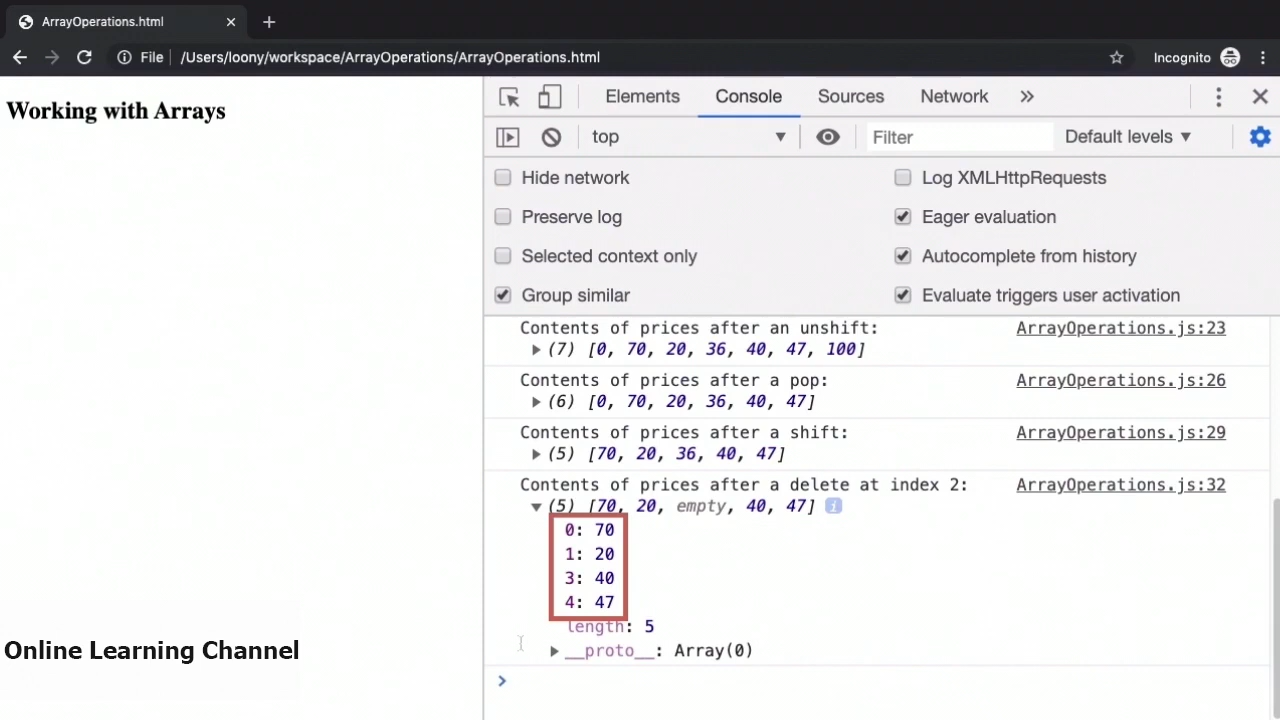 ArrayOperations.html
File /Users/loony/workspace/ArrayOperations/ArrayOperations.html Incognito
Working with Arrays
Elements Console Sources Network »
top Filter Default levels ▼
Hide network Log XMLHttpRequests
Preserve log Eager evaluation
Selected context only Autocomplete from history
Group similar Evaluate triggers user activation
Contents of prices after an unshift: ArrayOperations.js:23
(7) [0, 70, 20, 36, 40, 47, 100]
Contents of prices after a pop: ArrayOperations.js:26
(6) [0, 70, 20, 36, 40, 47]
Contents of prices after a shift: ArrayOperations.js:29
(5) [70, 20, 36, 40, 47]
Contents of prices after a delete at index 2: ArrayOperations.js:32
(5) [70, 20, empty, 40, 47] i
0: 70
1: 20
3: 40
4: 47
length: 5
__proto__: Array(0)
Online Learning Channel